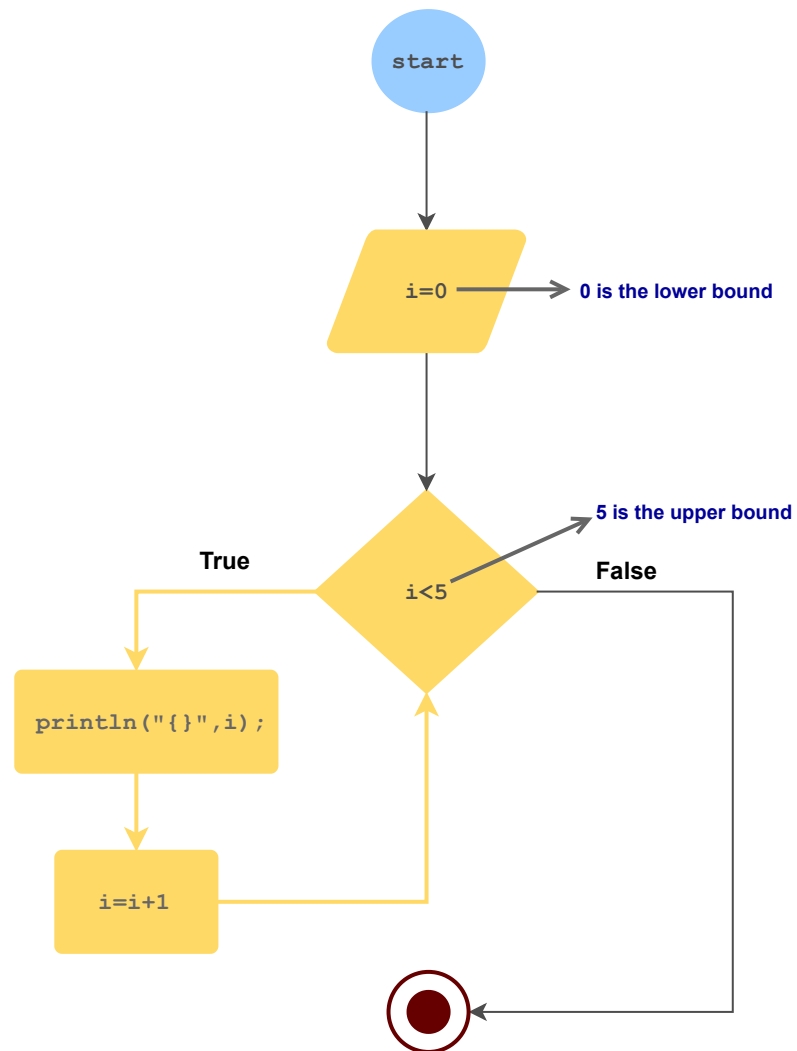 start
i=0
0 is the lower bound
5 is the upper bound
True
i<5
False
println("{}",i);
i=i+1